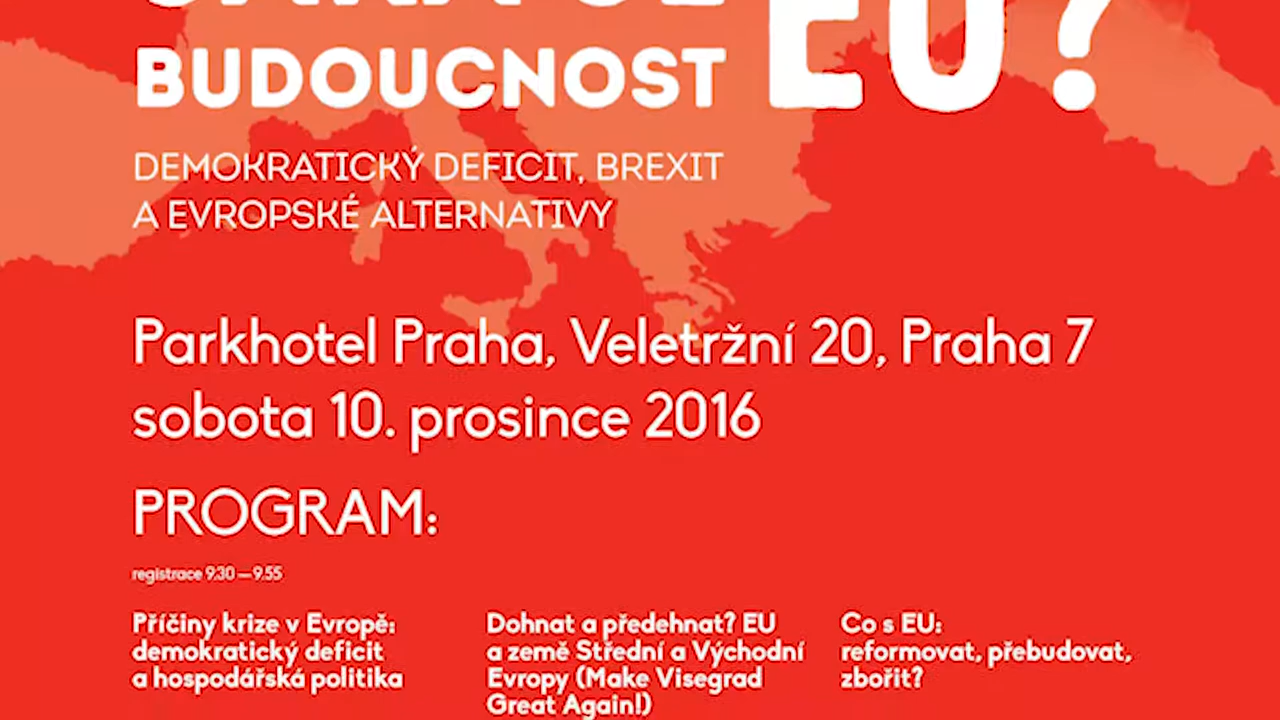 BUDOUCNOST EU?
DEMOKRATICKÝ DEFICIT, BREXIT
A EVROPSKÉ ALTERNATIVY
Parkhotel Praha, Veletržní 20, Praha 7
sobota 10. prosince 2016
PROGRAM:
registrace 9.30 — 9.55
Příčiny krize v Evropě:
demokratický deficit
a hospodářská politika
Dohnat a předehnat? EU
a země Střední a Východní
Evropy (Make Visegrad
Great Again!)
Co s EU:
reformovat, přebudovat,
zbořit?